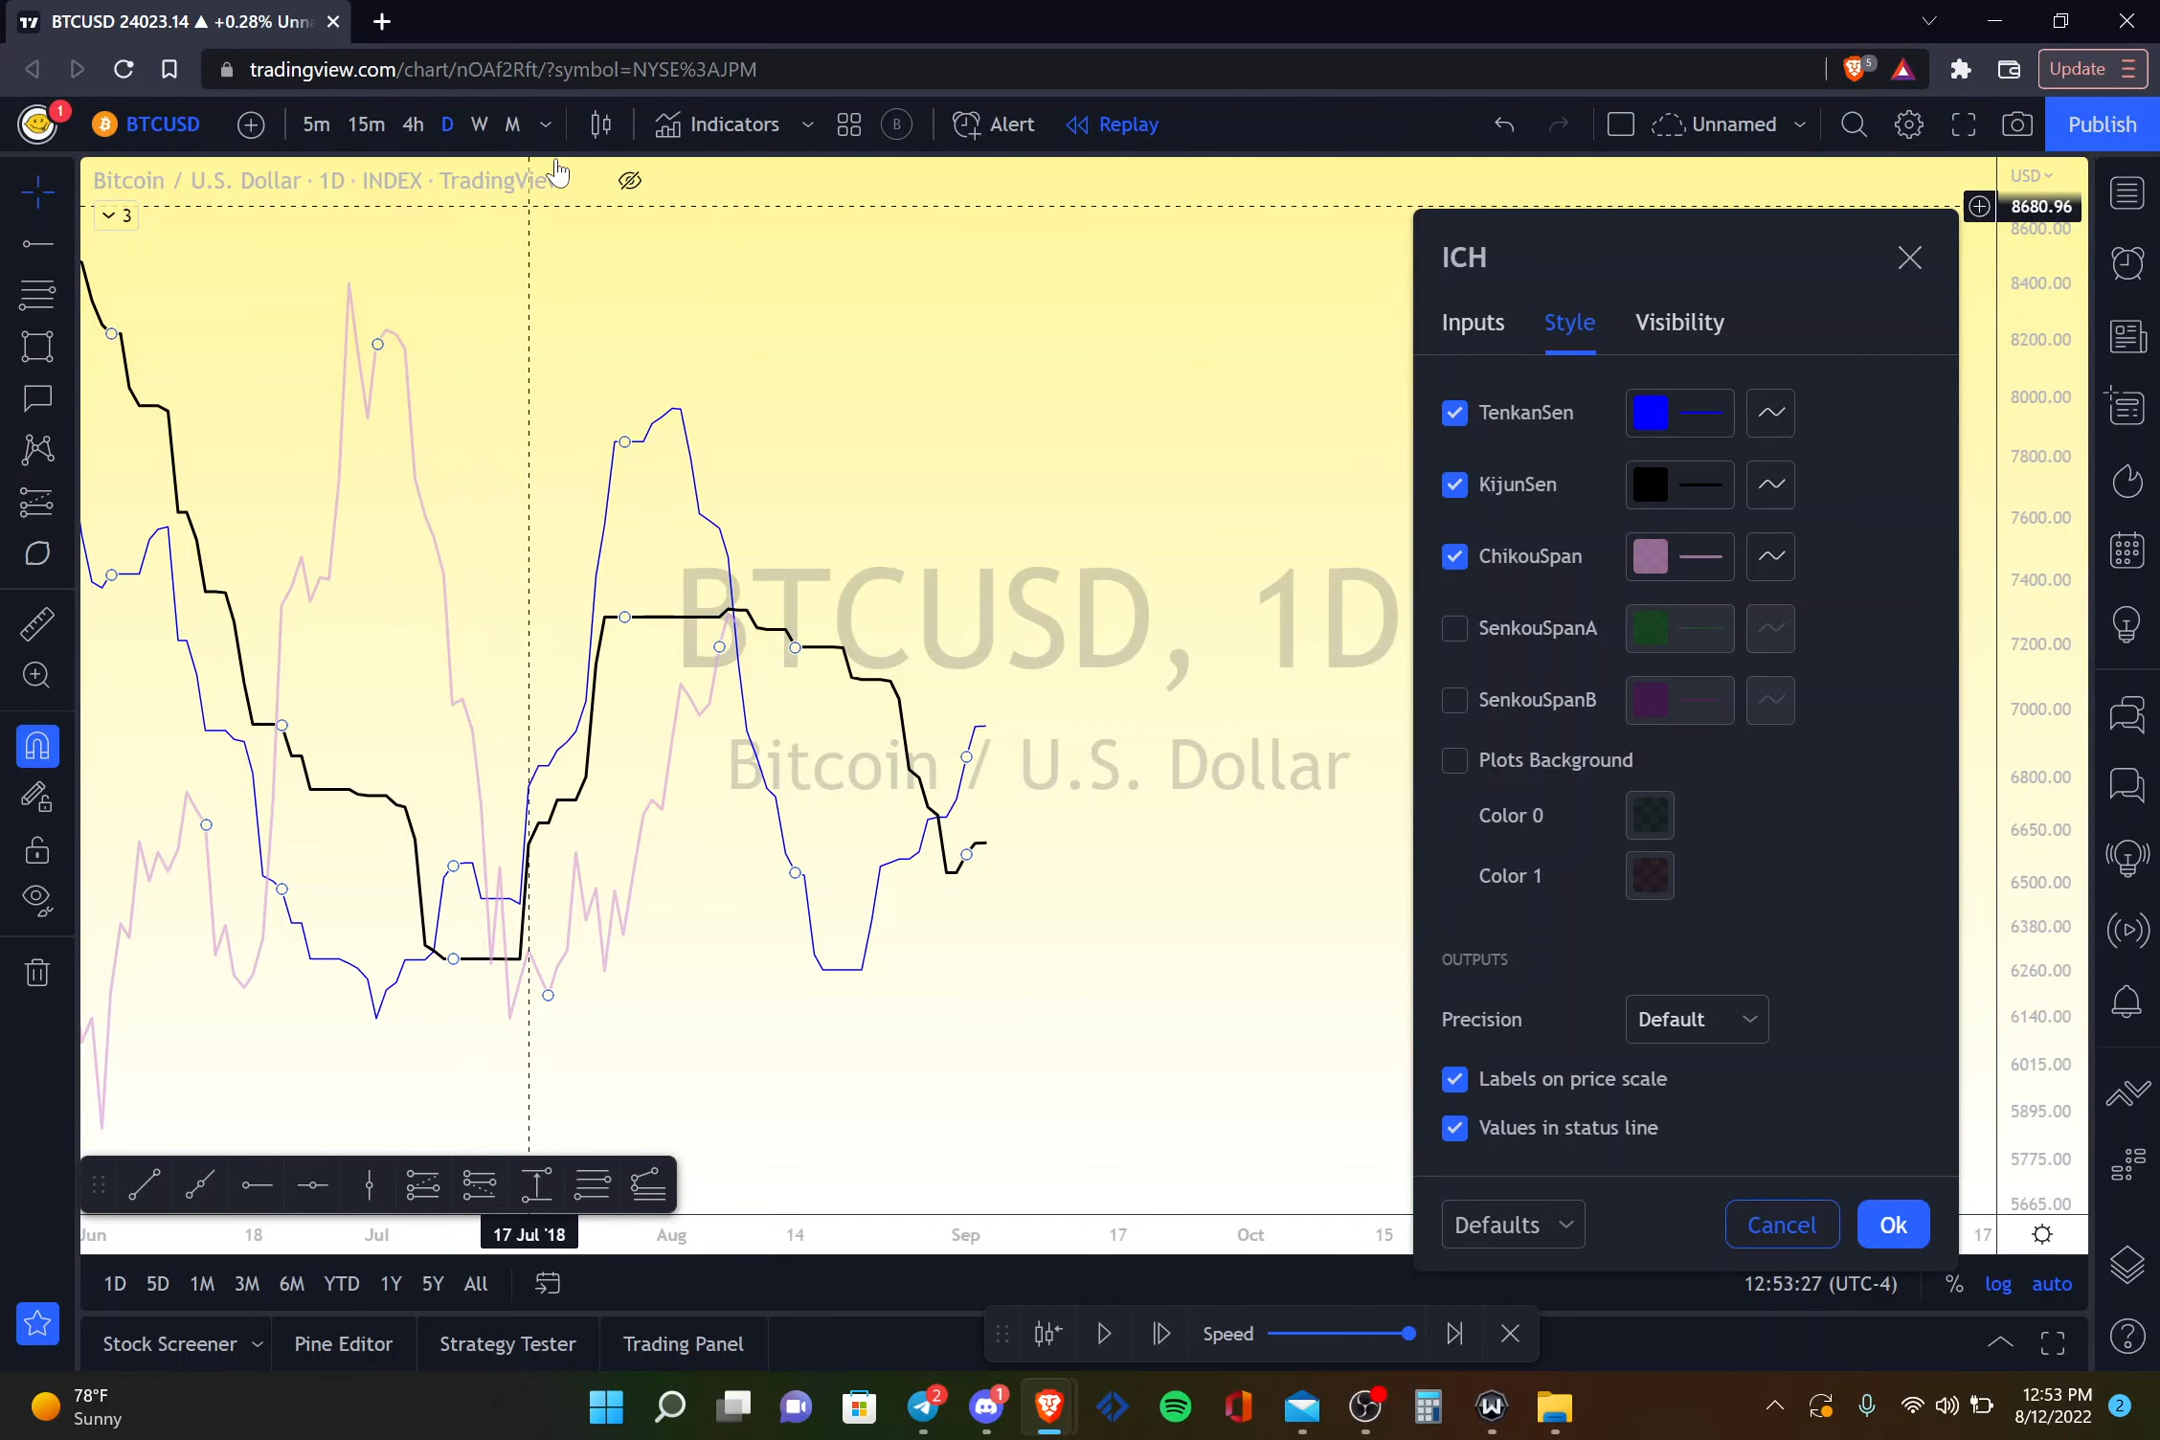 BTCUSD 24023.14 ▲ +0.28% Unn
tradingview.com/chart/nOAf2Rft/?symbol=NYSE%3AJPM
5
Update
1
BTCUSD
5m 15m 4h D W M
Indicators
B
Alert
Replay
Unnamed
Publish
Bitcoin / U.S. Dollar · 1D · INDEX · TradingView
3
USD
8680.96
8600.00
8400.00
8200.00
8000.00
7800.00
7600.00
7400.00
7200.00
7000.00
6800.00
6650.00
6500.00
6380.00
6260.00
6140.00
6015.00
5895.00
5775.00
5665.00
BTCUSD, 1D
Bitcoin / U.S. Dollar
ICH
Inputs Style Visibility
TenkanSen
KijunSen
ChikouSpan
SenkouSpanA
SenkouSpanB
Plots Background
Color 0
Color 1
OUTPUTS
Precision Default
Labels on price scale
Values in status line
Defaults Cancel Ok
Jun 18 Jul 17 Jul '18 Aug 14 Sep 17 Oct 15 17
1D 5D 1M 3M 6M YTD 1Y 5Y All
12:53:27 (UTC-4) % log auto
Stock Screener Pine Editor Strategy Tester Trading Panel
Speed
78°F
Sunny
2
1
12:53 PM
8/12/2022
2